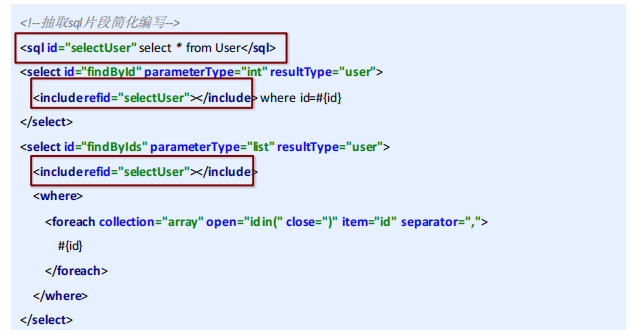 <!--抽取sql片段简化编写-->
<sql id="selectUser" select * from User</sql>
<select id="findById" parameterType="int" resultType="user">
<include refid="selectUser"></include> where id=#{id}
</select>
<select id="findByIds" parameterType="list" resultType="user">
<include refid="selectUser"></include>
<where>
<foreach collection="array" open="id in(" close=")" item="id" separator=",">
#{id}
</foreach>
</where>
</select>